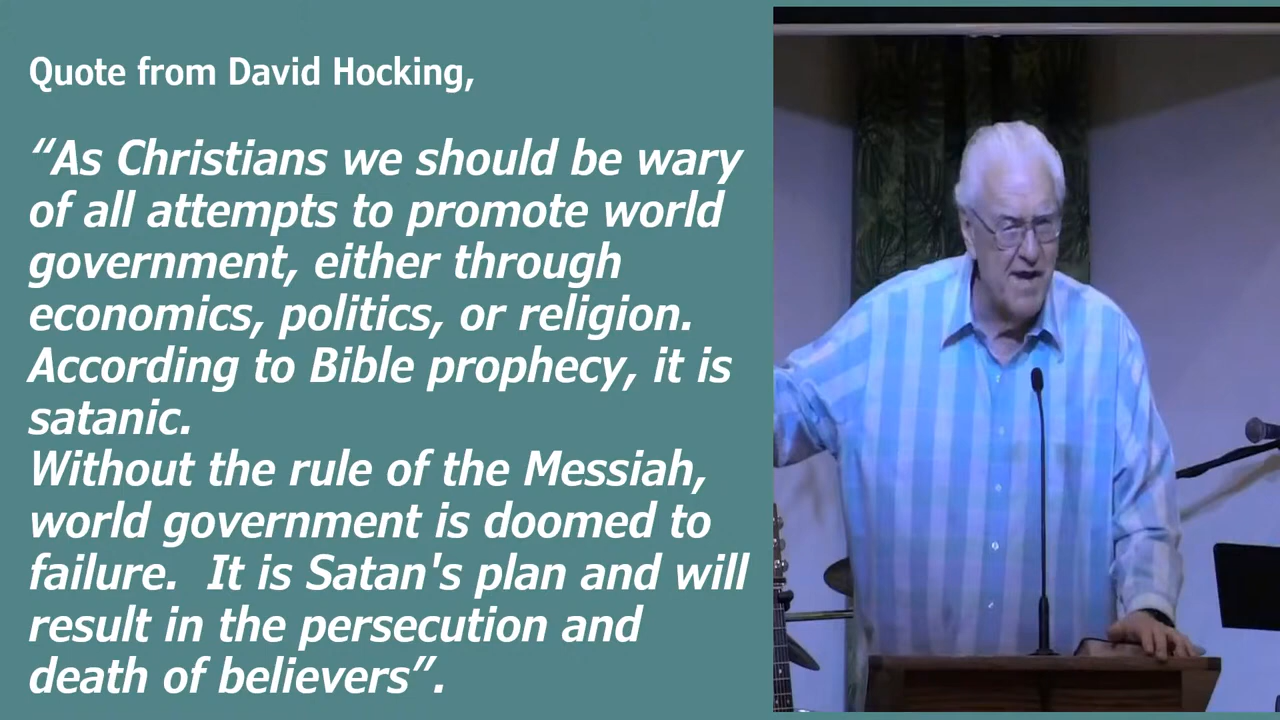 Quote from David Hocking,
“As Christians we should be wary
of all attempts to promote world
government, either through
economics, politics, or religion.
According to Bible prophecy, it is
satanic.
Without the rule of the Messiah,
world government is doomed to
failure.  It is Satan's plan and will
result in the persecution and
death of believers”.